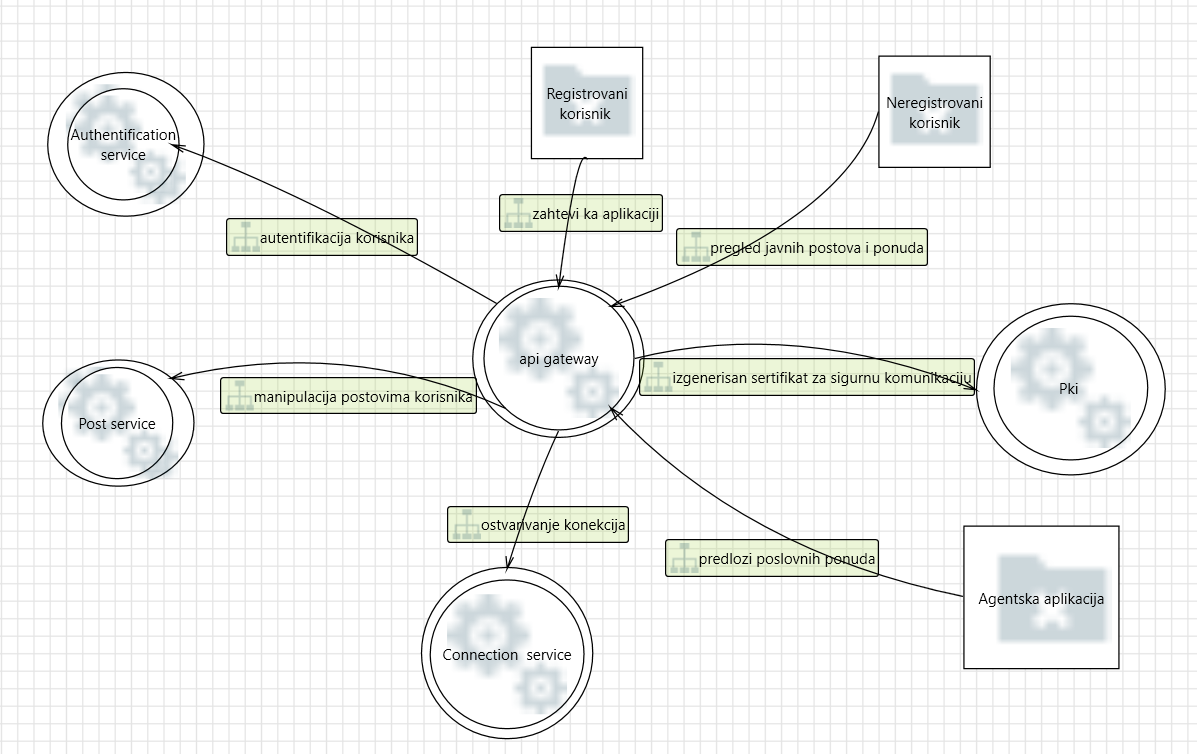 Registrovani
korisnik
Neregistrovani
korisnik
Authentification
service
zahtevi ka aplikaciji
autentifikacija korisnika
pregled javnih postova i ponuda
api gateway
izgenerisan sertifikat za sigurnu komunikaciju
Pki
manipulacija postovima korisnika
Post service
ostvarivanje konekcija
predlozi poslovnih ponuda
Agentska aplikacija
Connection service